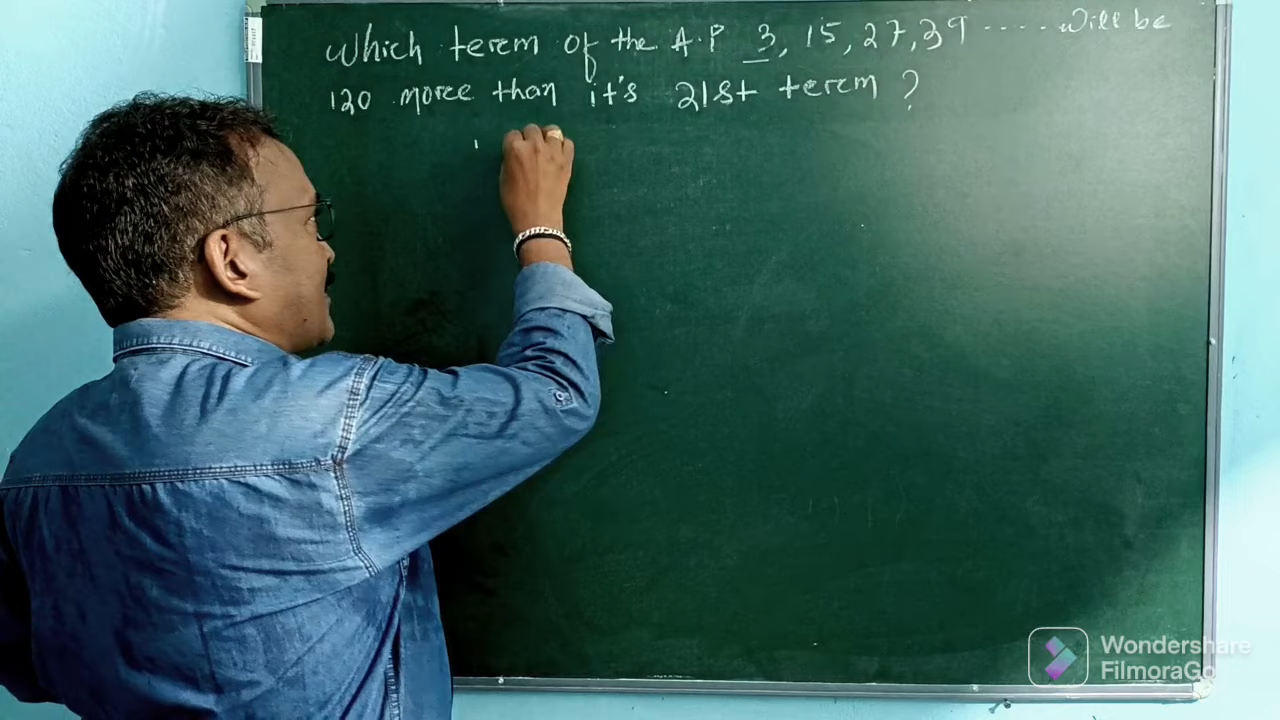 Which terem of the A.P 3, 15, 27, 39 .... will be
120 moree than it's 21st terem ?
Wondershare
FilmoraGo